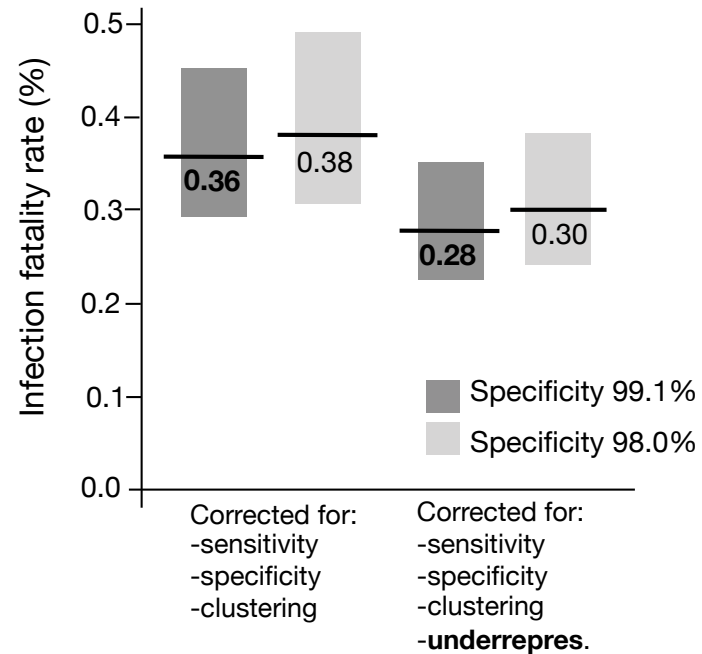 Infection fatality rate (%)
0.5
0.4
0.3
0.2
0.1
0.0
0.36
0.38
0.28
0.30
Specificity 99.1%
Specificity 98.0%
Corrected for:
-sensitivity
-specificity
-clustering
Corrected for:
-sensitivity
-specificity
-clustering
-underrepres.